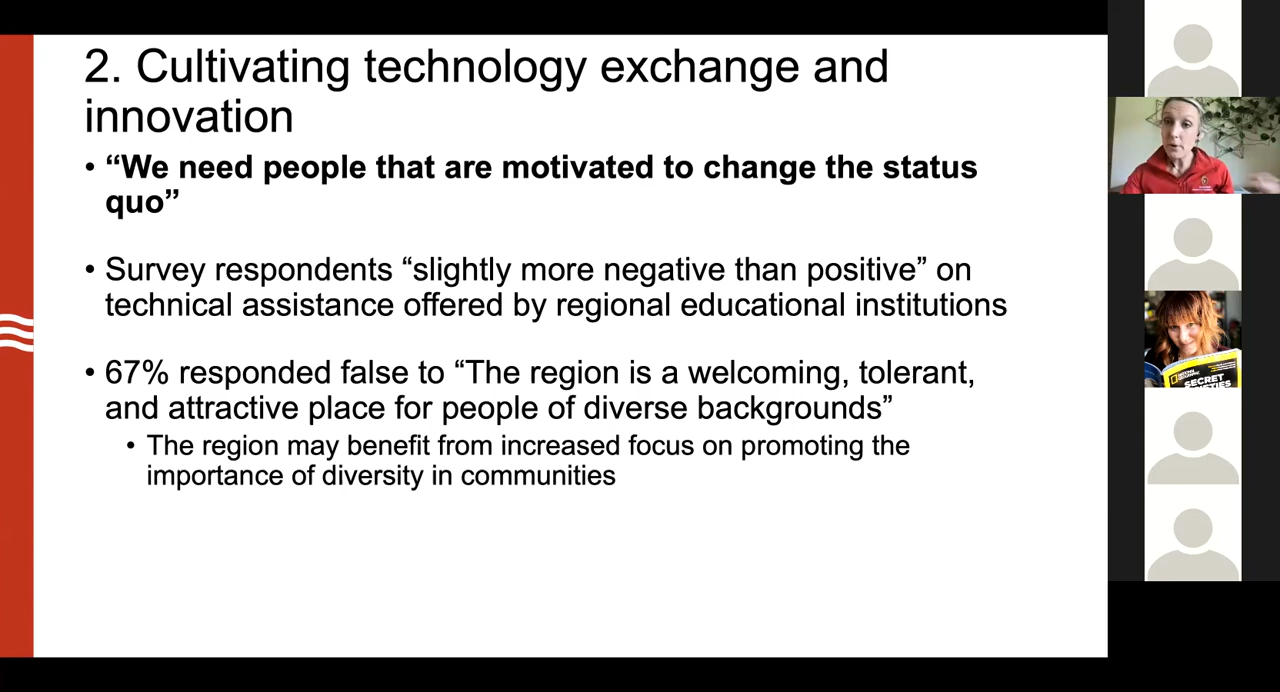 2. Cultivating technology exchange and
innovation
• “We need people that are motivated to change the status
quo”
• Survey respondents “slightly more negative than positive” on
technical assistance offered by regional educational institutions
• 67% responded false to “The region is a welcoming, tolerant,
and attractive place for people of diverse backgrounds”
• The region may benefit from increased focus on promoting the
importance of diversity in communities
SECRET